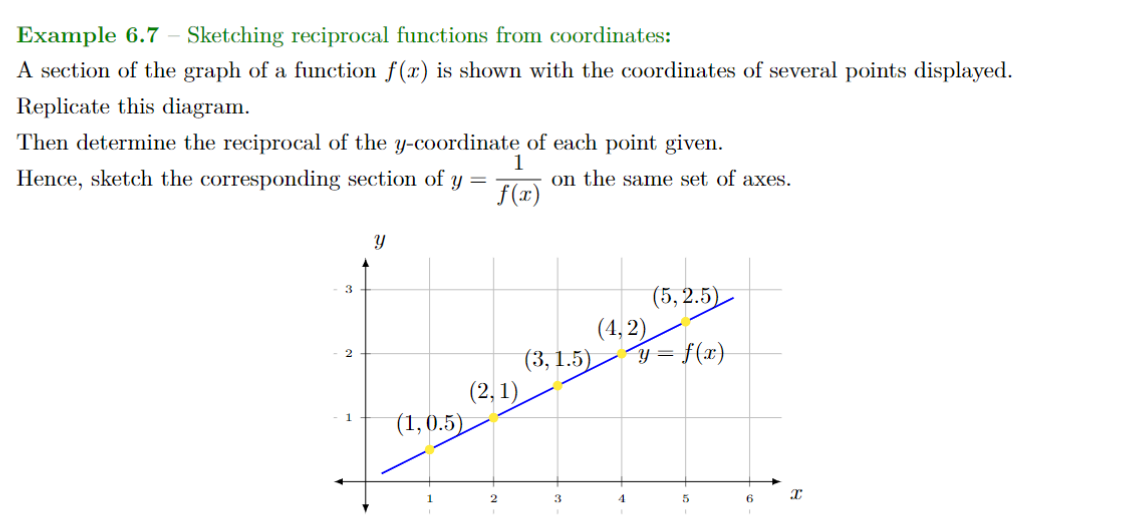 Example 6.7 – Sketching reciprocal functions from coordinates:
A section of the graph of a function f(x) is shown with the coordinates of several points displayed.
Replicate this diagram.
Then determine the reciprocal of the y-coordinate of each point given.
Hence, sketch the corresponding section of y = 1/f(x) on the same set of axes.
y
3
(5, 2.5)
(4, 2)
2
y = f(x)
(3, 1.5)
(2, 1)
1
(1, 0.5)
1 2 3 4 5 6 x